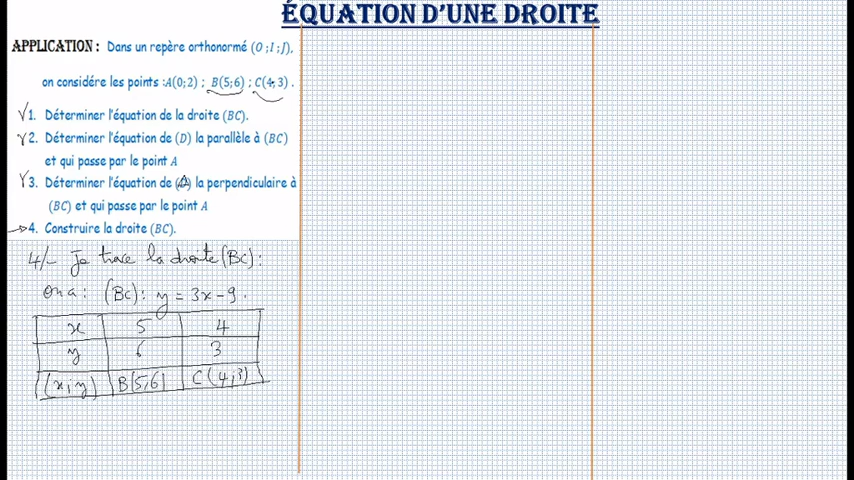 ÉQUATION D'UNE DROITE
APPLICATION : Dans un repère orthonormé (O ; I ; J),
on considére les points : A(0; 2) ; B(5; 6) ; C(4; 3) .
1. Déterminer l'équation de la droite (BC).
2. Déterminer l'équation de (D) la parallèle à (BC)
et qui passe par le point A
3. Déterminer l'équation de (Δ) la perpendiculaire à
(BC) et qui passe par le point A
4. Construire la droite (BC).
4/- Je trace la droite (BC) :
on a : (BC) : y = 3x - 9 .
x 5 4
y 6 3
(x; y) B(5; 6) C(4; 3)